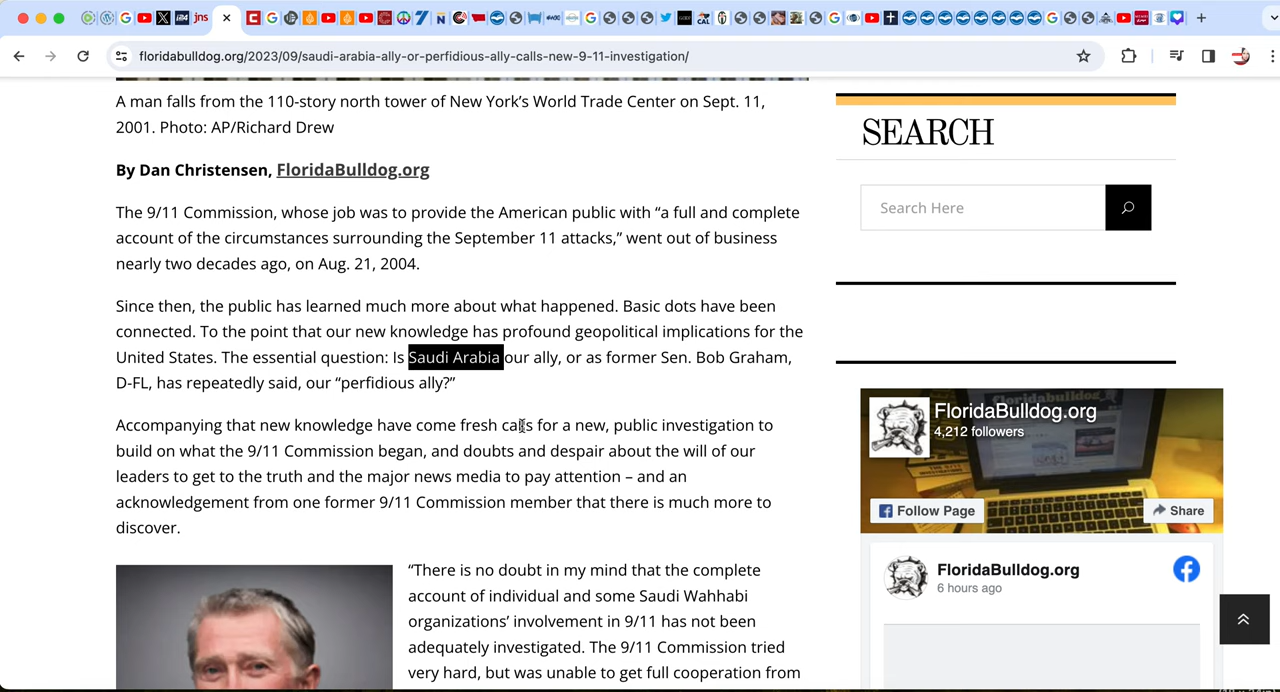 jns
floridabulldog.org/2023/09/saudi-arabia-ally-or-perfidious-ally-calls-new-9-11-investigation/
A man falls from the 110-story north tower of New York’s World Trade Center on Sept. 11,
2001. Photo: AP/Richard Drew
By Dan Christensen, FloridaBulldog.org
The 9/11 Commission, whose job was to provide the American public with “a full and complete
account of the circumstances surrounding the September 11 attacks,” went out of business
nearly two decades ago, on Aug. 21, 2004.
Since then, the public has learned much more about what happened. Basic dots have been
connected. To the point that our new knowledge has profound geopolitical implications for the
United States. The essential question: Is Saudi Arabia our ally, or as former Sen. Bob Graham,
D-FL, has repeatedly said, our “perfidious ally?”
Accompanying that new knowledge have come fresh calls for a new, public investigation to
build on what the 9/11 Commission began, and doubts and despair about the will of our
leaders to get to the truth and the major news media to pay attention – and an
acknowledgement from one former 9/11 Commission member that there is much more to
discover.
“There is no doubt in my mind that the complete
account of individual and some Saudi Wahhabi
organizations’ involvement in 9/11 has not been
adequately investigated. The 9/11 Commission tried
very hard, but was unable to get full cooperation from
SEARCH
Search Here
FloridaBulldog.org
4,212 followers
Follow Page
Share
FloridaBulldog.org
6 hours ago